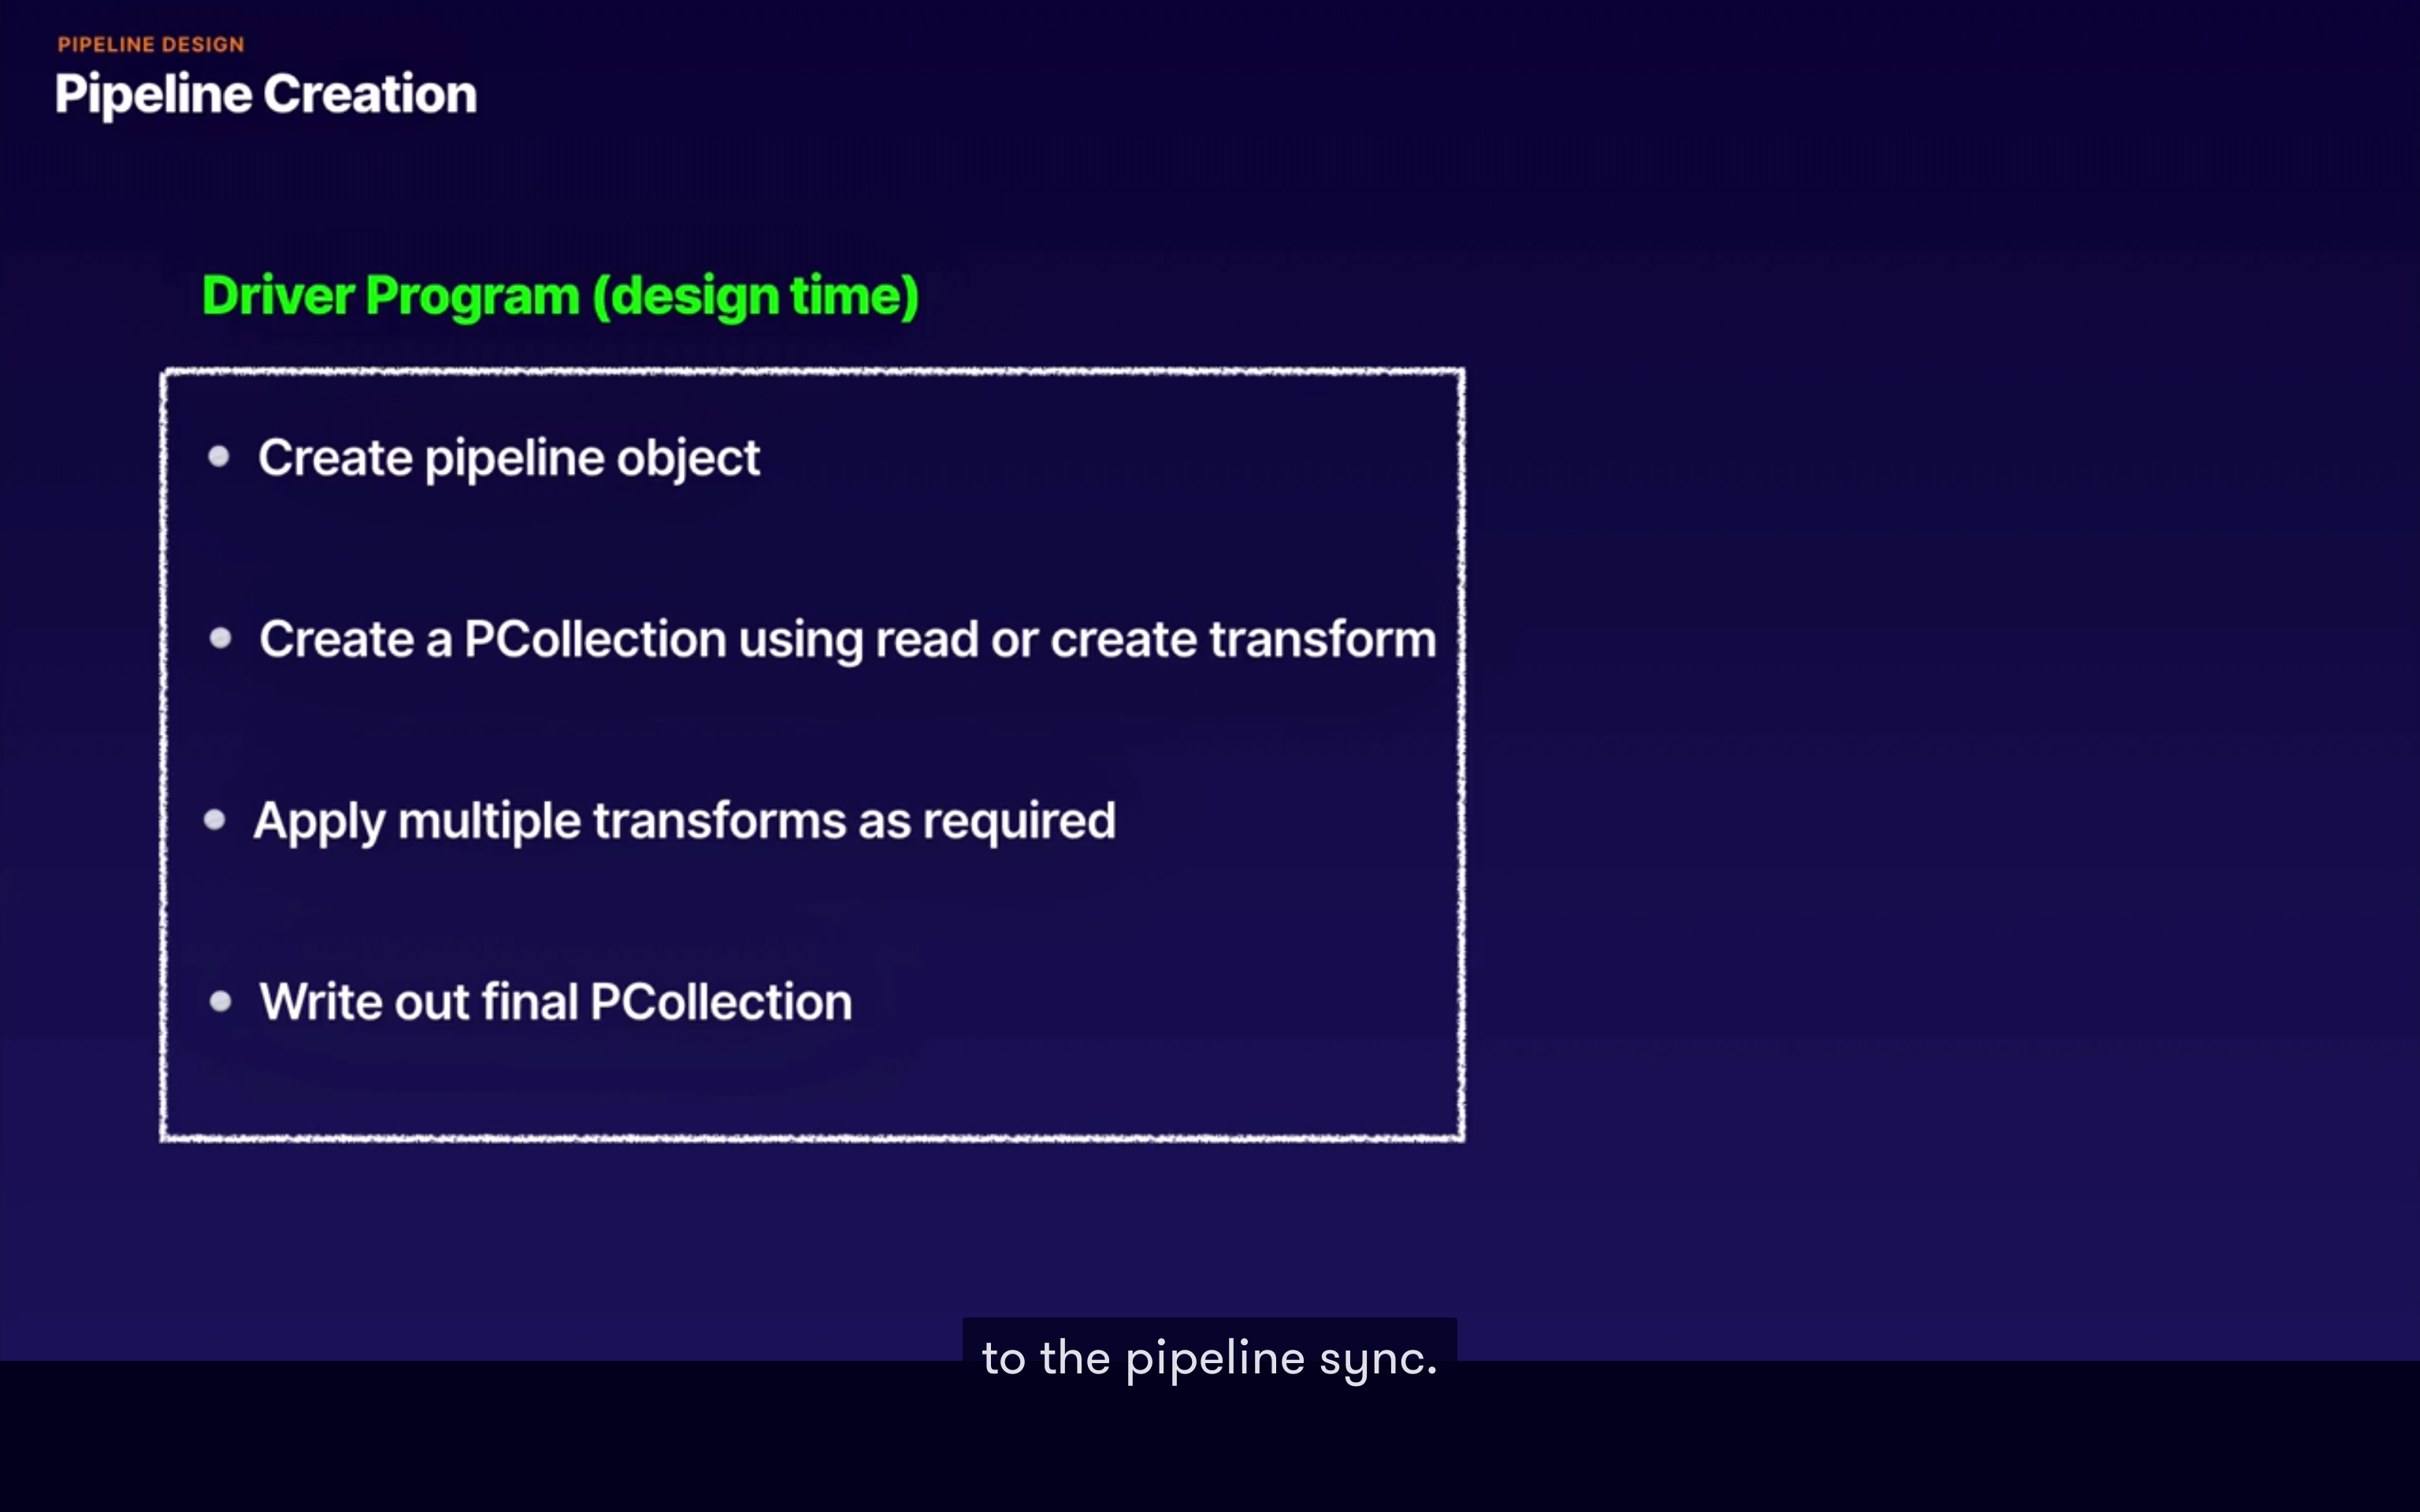 PIPELINE DESIGN
Pipeline Creation
Driver Program (design time)
Create pipeline object
Create a PCollection using read or create transform
Apply multiple transforms as required
Write out final PCollection
to the pipeline sync.